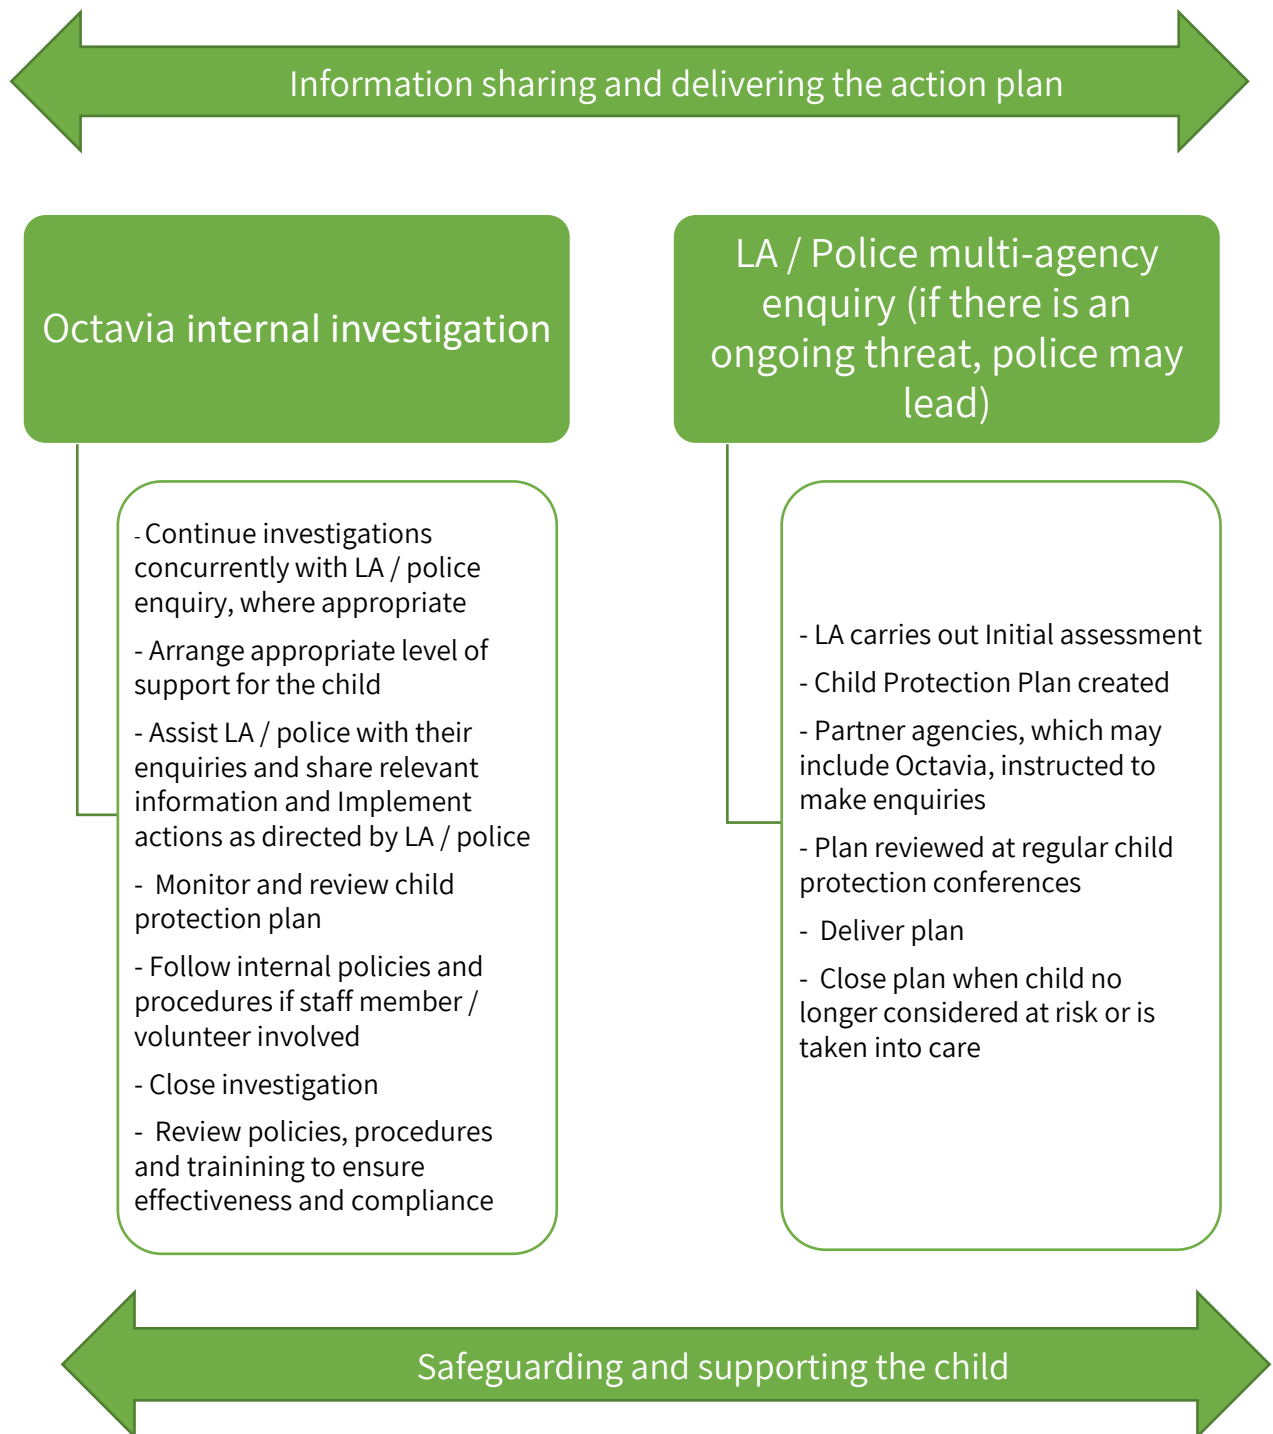 Information sharing and delivering the action plan
Octavia internal investigation
- Continue investigations
concurrently with LA / police
enquiry, where appropriate
- Arrange appropriate level of
support for the child
- Assist LA / police with their
enquiries and share relevant
information and Implement
actions as directed by LA / police
-  Monitor and review child
protection plan
- Follow internal policies and
procedures if staff member /
volunteer involved
- Close investigation
-  Review policies, procedures
and trainining to ensure
effectiveness and compliance
LA / Police multi-agency
enquiry (if there is an
ongoing threat, police may
lead)
- LA carries out Initial assessment
- Child Protection Plan created
- Partner agencies, which may
include Octavia, instructed to
make enquiries
- Plan reviewed at regular child
protection conferences
-  Deliver plan
-  Close plan when child no
longer considered at risk or is
taken into care
Safeguarding and supporting the child